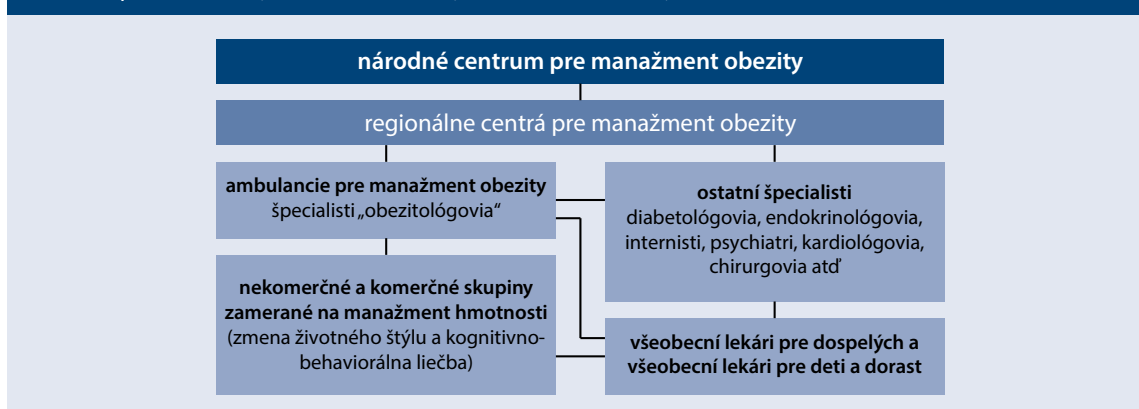 národné centrum pre manažment obezity
regionálne centrá pre manažment obezity
ambulancie pre manažment obezity
špecialisti „obezitológovia“
ostatní špecialisti
diabetológovia, endokrinológovia,
internisti, psychiatri, kardiológovia,
chirurgovia atď
nekomerčné a komerčné skupiny
zamerané na manažment hmotnosti
(zmena životného štýlu a kognitivno-
behaviorálna liečba)
všeobecní lekári pre dospelých a
všeobecní lekári pre deti a dorast